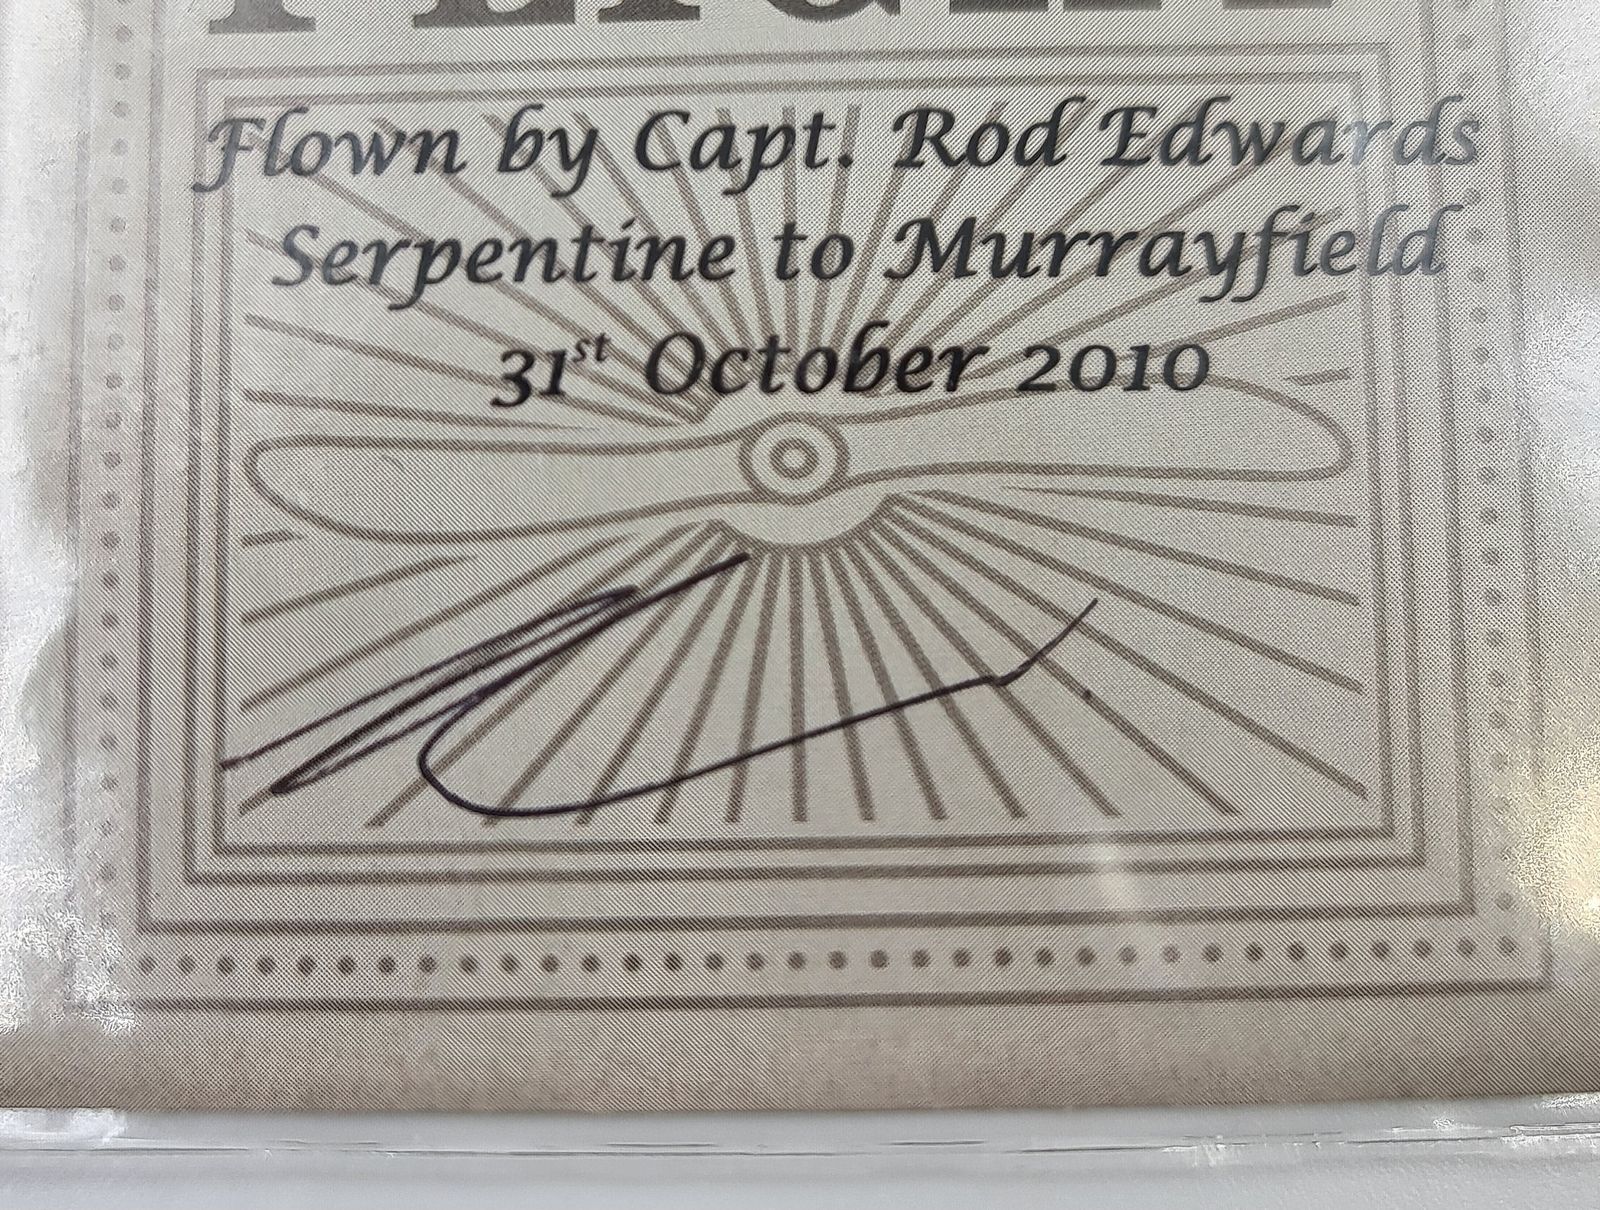 Flown by Capt. Rod Edwards
Serpentine to Murrayfield
31st October 2010